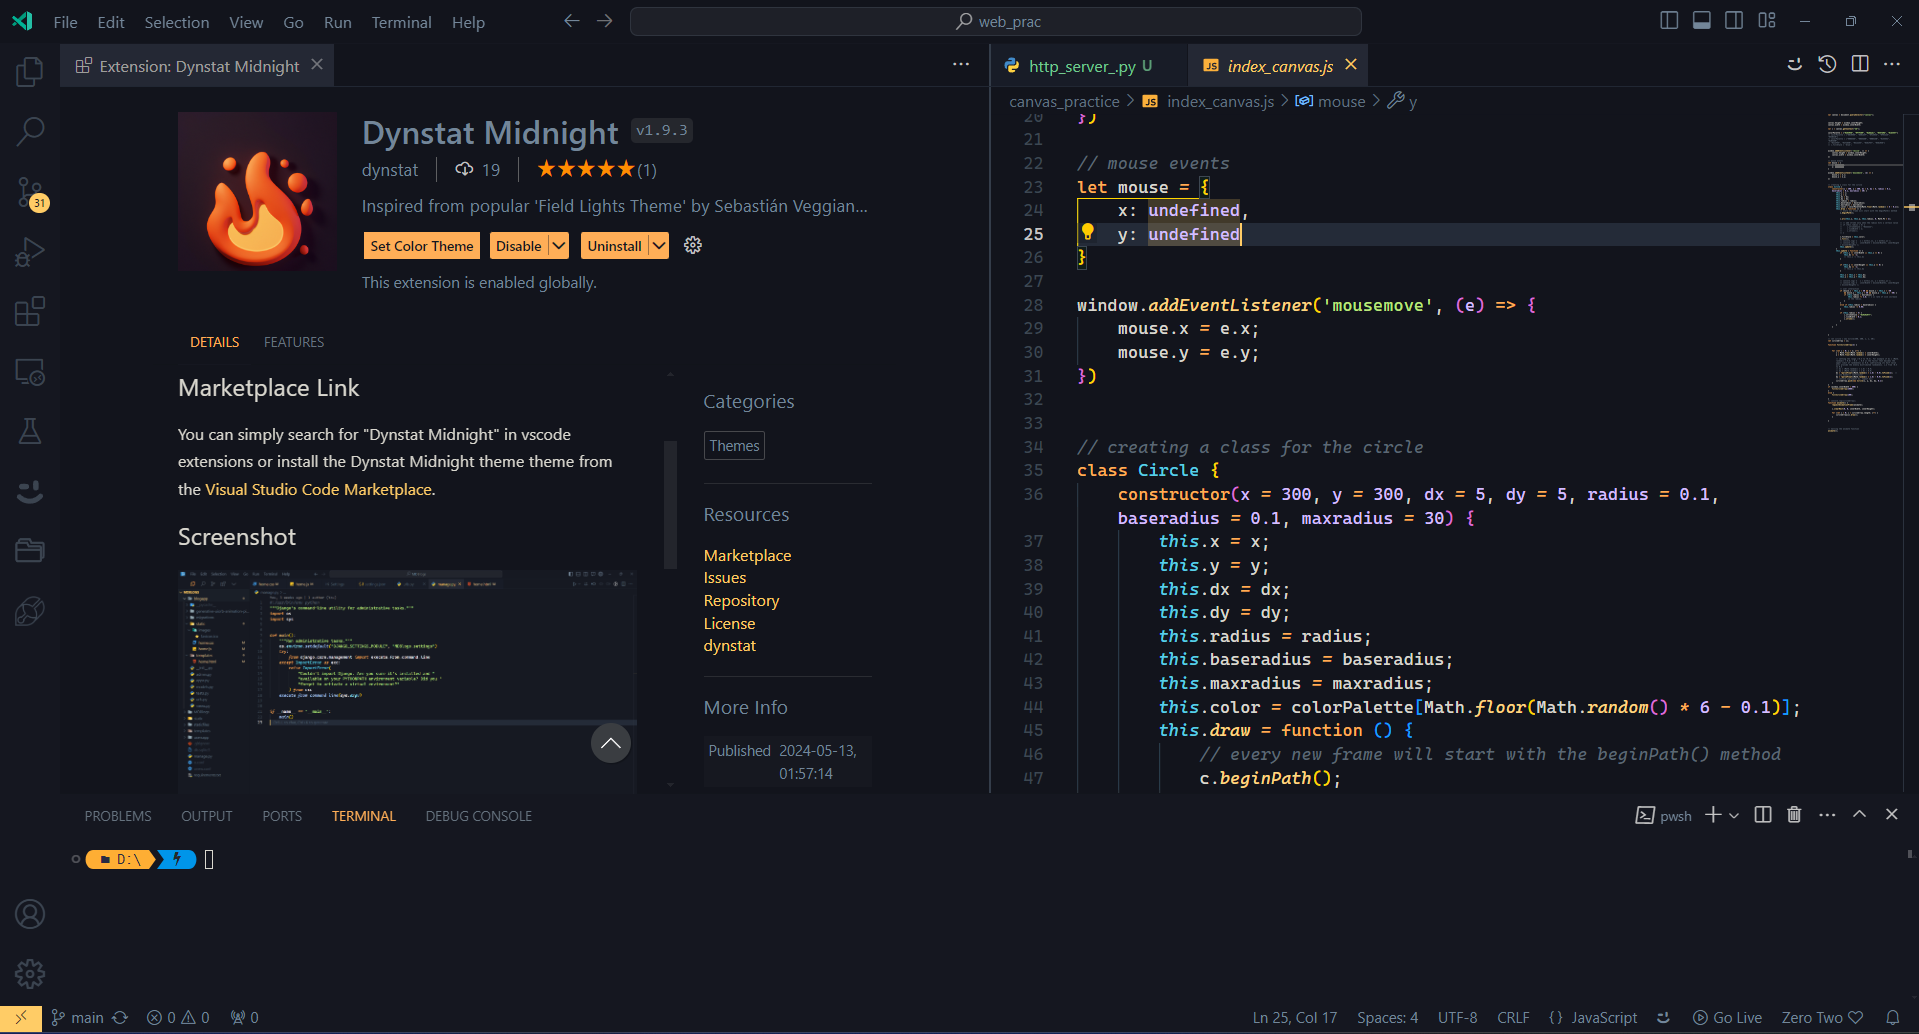 File Edit Selection View Go Run Terminal Help
web_prac
Extension: Dynstat Midnight
Dynstat Midnight v1.9.3
dynstat 19 (1)
Inspired from popular 'Field Lights Theme' by Sebastián Veggian...
Set Color Theme Disable Uninstall
This extension is enabled globally.
DETAILS FEATURES
Marketplace Link
You can simply search for "Dynstat Midnight" in vscode
extensions or install the Dynstat Midnight theme theme from
the Visual Studio Code Marketplace.
Screenshot
Categories
Themes
Resources
Marketplace
Issues
Repository
License
dynstat
More Info
Published 2024-05-13,
01:57:14
31
http_server_.py U
JS index_canvas.js
canvas_practice > JS index_canvas.js > mouse > y
20 })
21
22 // mouse events
23 let mouse = {
24 x: undefined,
25 y: undefined
26 }
27
28 window.addEventListener('mousemove', (e) => {
29 mouse.x = e.x;
30 mouse.y = e.y;
31 })
32
33
34 // creating a class for the circle
35 class Circle {
36 constructor(x = 300, y = 300, dx = 5, dy = 5, radius = 0.1,
baseradius = 0.1, maxradius = 30) {
37 this.x = x;
38 this.y = y;
39 this.dx = dx;
40 this.dy = dy;
41 this.radius = radius;
42 this.baseradius = baseradius;
43 this.maxradius = maxradius;
44 this.color = colorPalette[Math.floor(Math.random() * 6 - 0.1)];
45 this.draw = function () {
46 // every new frame will start with the beginPath() method
47 c.beginPath();
PROBLEMS OUTPUT PORTS TERMINAL DEBUG CONSOLE
pwsh
D:\
main 0 0 0
Ln 25, Col 17 Spaces: 4 UTF-8 CRLF {} JavaScript Go Live Zero Two